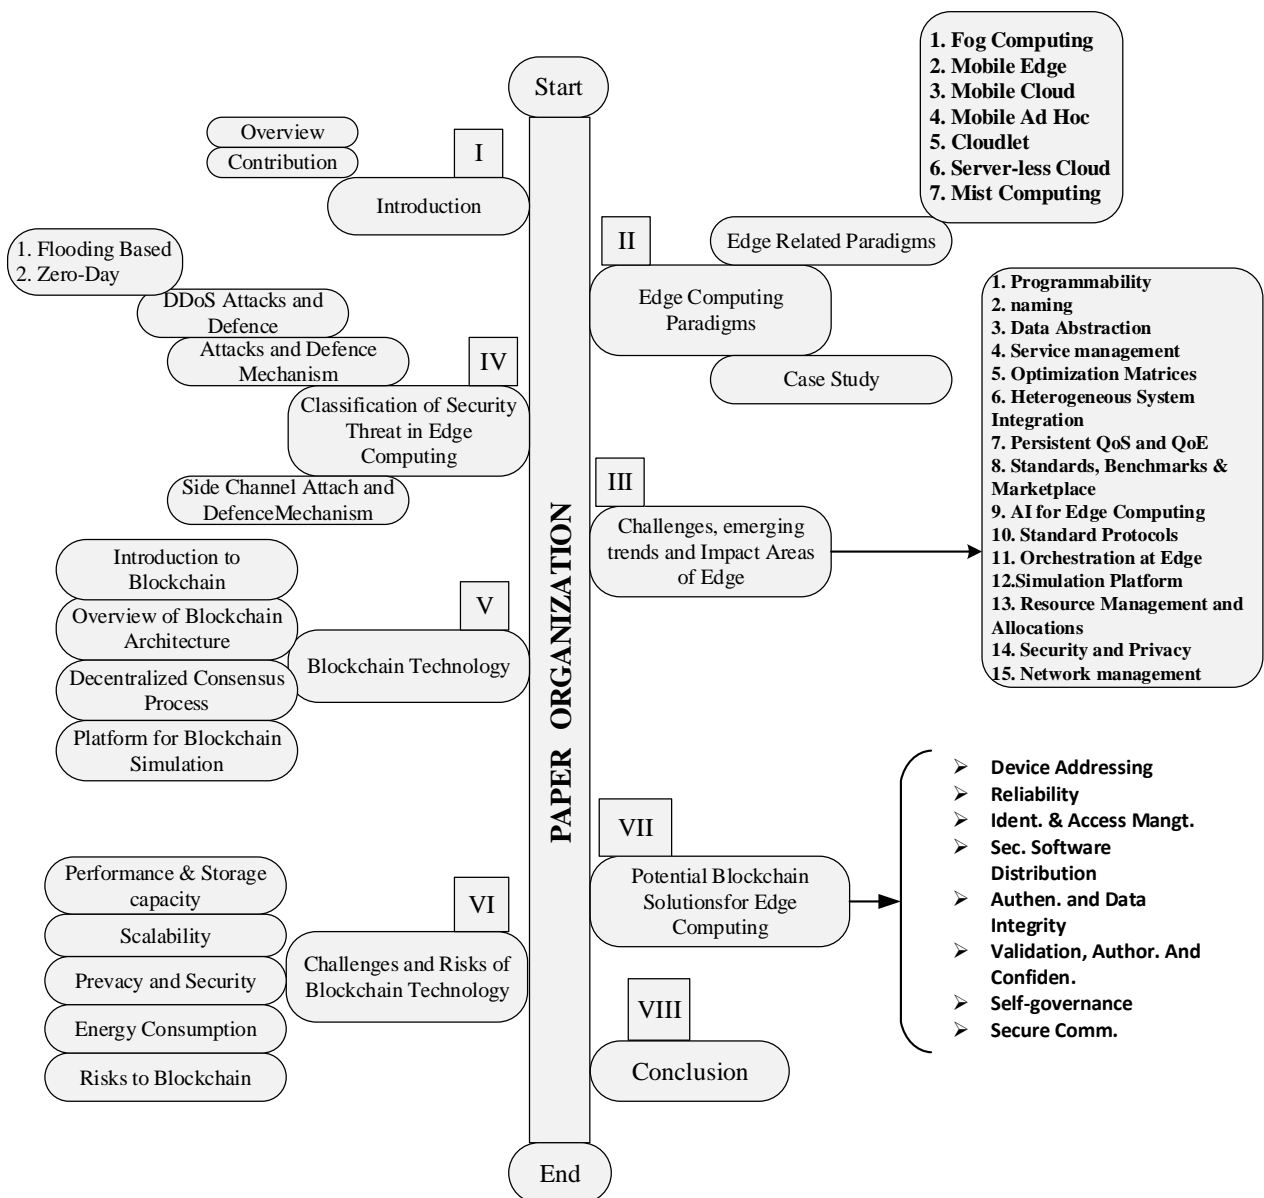 Start
PAPER ORGANIZATION
I
Overview
Contribution
Introduction
II
Edge Related Paradigms
1. Fog Computing
2. Mobile Edge
3. Mobile Cloud
4. Mobile Ad Hoc
5. Cloudlet
6. Server-less Cloud
7. Mist Computing
Edge Computing
Paradigms
Case Study
III
Challenges, emerging
trends and Impact Areas
of Edge
1. Programmability
2. naming
3. Data Abstraction
4. Service management
5. Optimization Matrices
6. Heterogeneous System
Integration
7. Persistent QoS and QoE
8. Standards, Benchmarks &
Marketplace
9. AI for Edge Computing
10. Standard Protocols
11. Orchestration at Edge
12.Simulation Platform
13. Resource Management and
Allocations
14. Security and Privacy
15. Network management
IV
1. Flooding Based
2. Zero-Day
DDoS Attacks and
Defence
Attacks and Defence
Mechanism
Classification of Security
Threat in Edge
Computing
Side Channel Attach and
DefenceMechanism
V
Introduction to
Blockchain
Overview of Blockchain
Architecture
Decentralized Consensus
Process
Platform for Blockchain
Simulation
Blockchain Technology
VI
Performance & Storage
capacity
Scalability
Prevacy and Security
Energy Consumption
Risks to Blockchain
Challenges and Risks of
Blockchain Technology
VII
Potential Blockchain
Solutionsfor Edge
Computing
➢ Device Addressing
➢ Reliability
➢ Ident. & Access Mangt.
➢ Sec. Software
Distribution
➢ Authen. and Data
Integrity
➢ Validation, Author. And
Confiden.
➢ Self-governance
➢ Secure Comm.
VIII
Conclusion
End